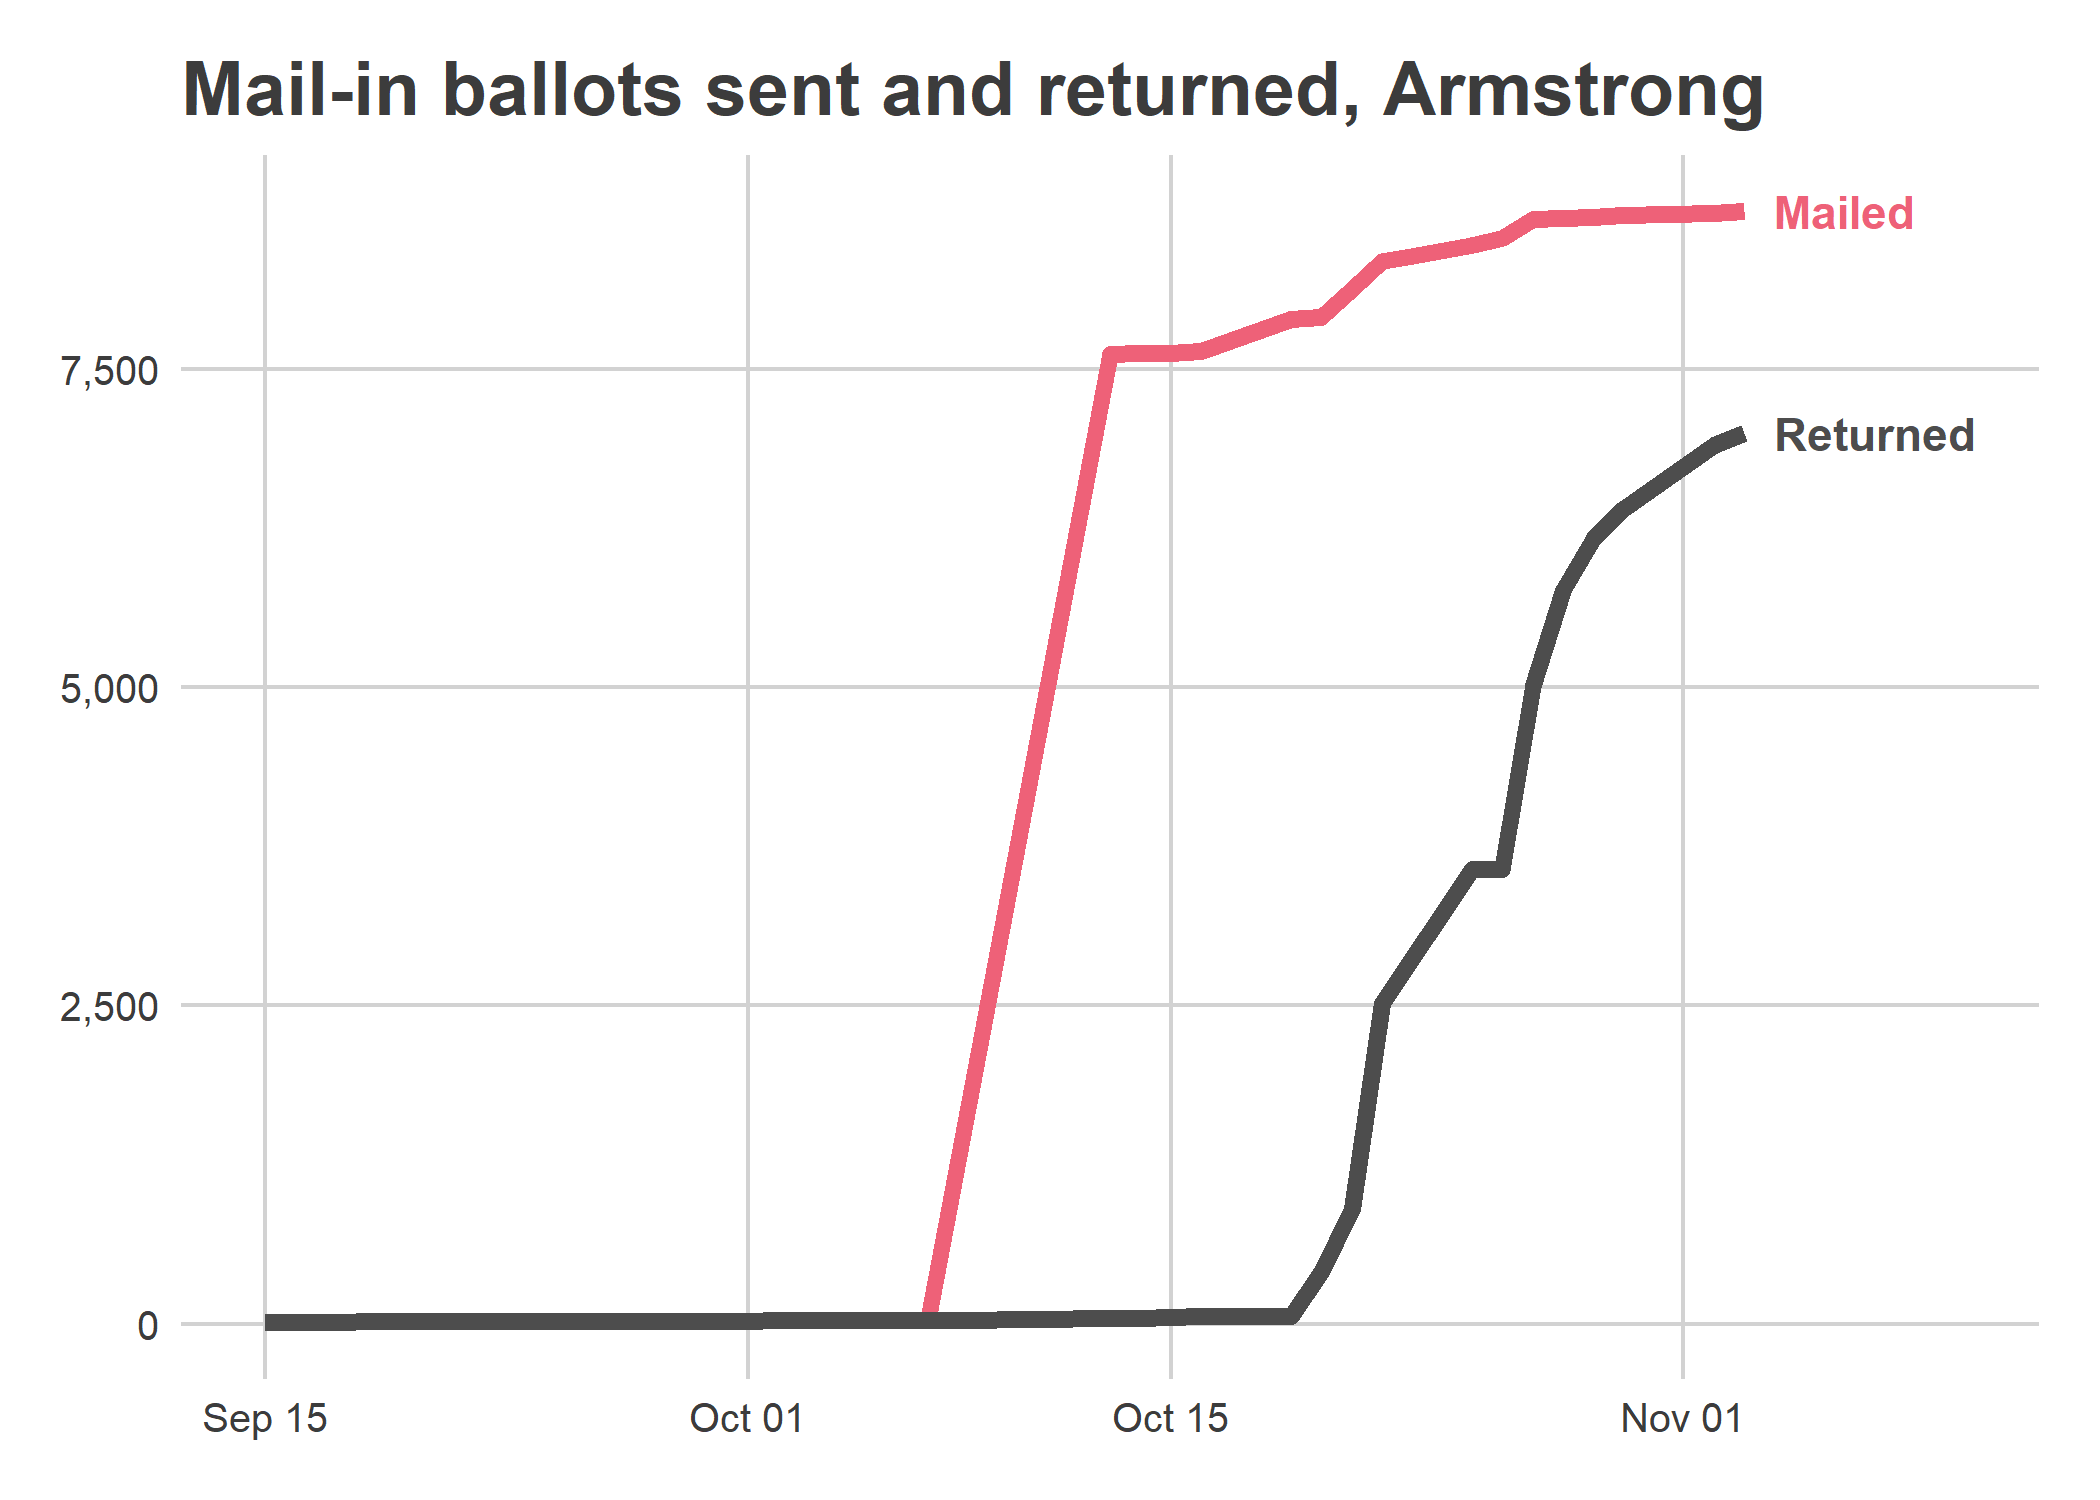 Mail-in ballots sent and returned, Armstrong
Mailed
7,500
Returned
5,000
2,500
0
Sep 15
Oct 01
Oct 15
Nov 01